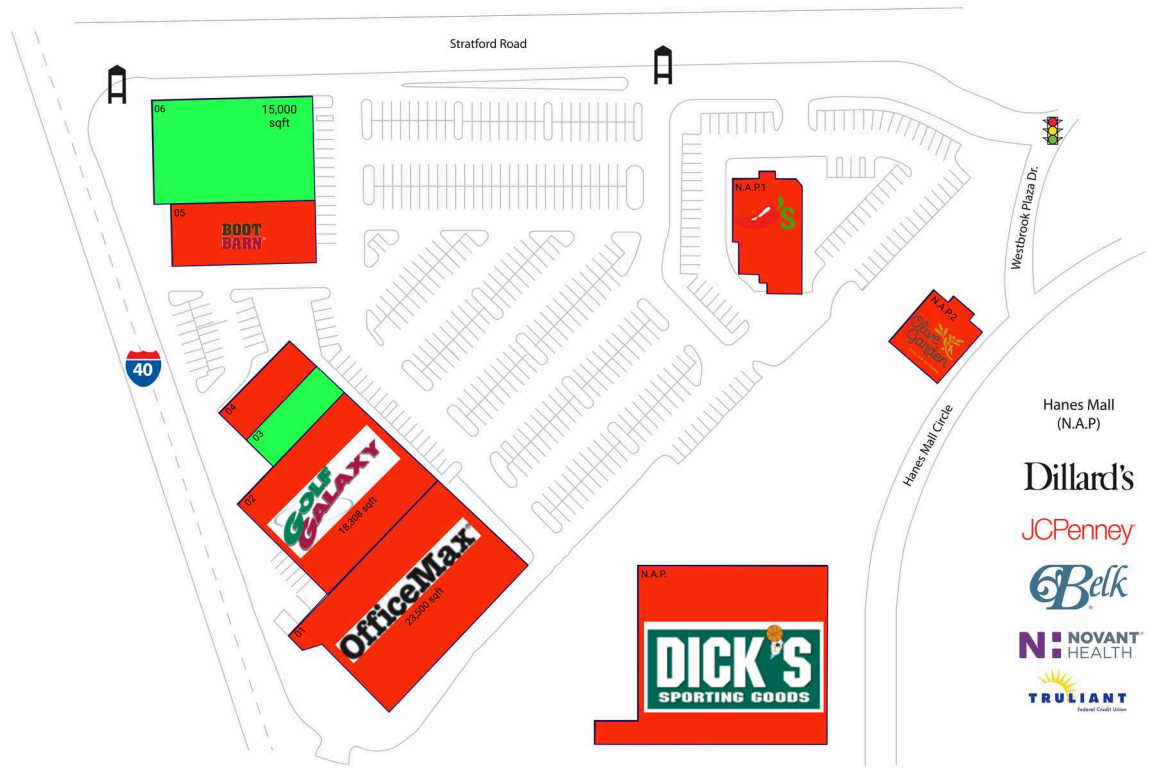 Stratford Road
06
15,000
sqft
05
BOOT
BARN
N.A.P.1
's
Westbrook Plaza Dr.
N.A.P.2
Olive
Garden
40
04
03
02
GOLF
GALAXY
18,308 sqft
01
OfficeMax
23,500 sqft
Hanes Mall Circle
N.A.P.
DICK'S
SPORTING GOODS
Hanes Mall
(N.A.P)
Dillard's
JCPenney
Belk
NOVANT
HEALTH
TRULIANT
Federal Credit Union